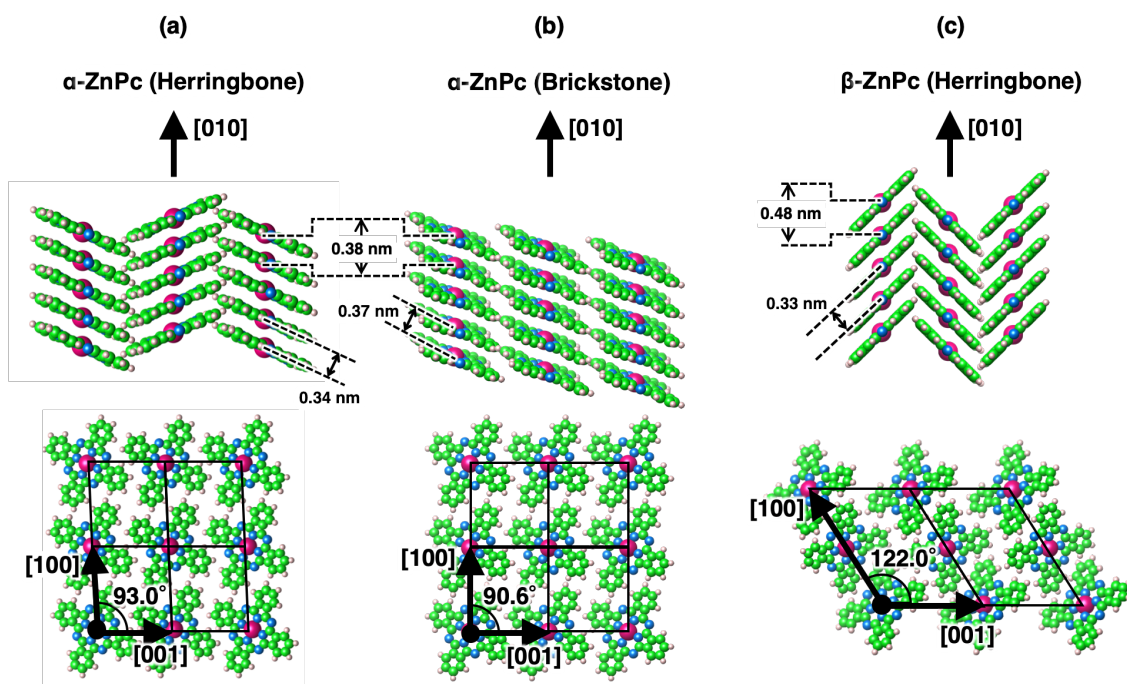 (a)
α-ZnPc (Herringbone)
[010]
0.34 nm
[100]
93.0°
[001]
(b)
α-ZnPc (Brickstone)
[010]
0.38 nm
0.37 nm
[100]
90.6°
[001]
(c)
β-ZnPc (Herringbone)
[010]
0.48 nm
0.33 nm
[100]
122.0°
[001]